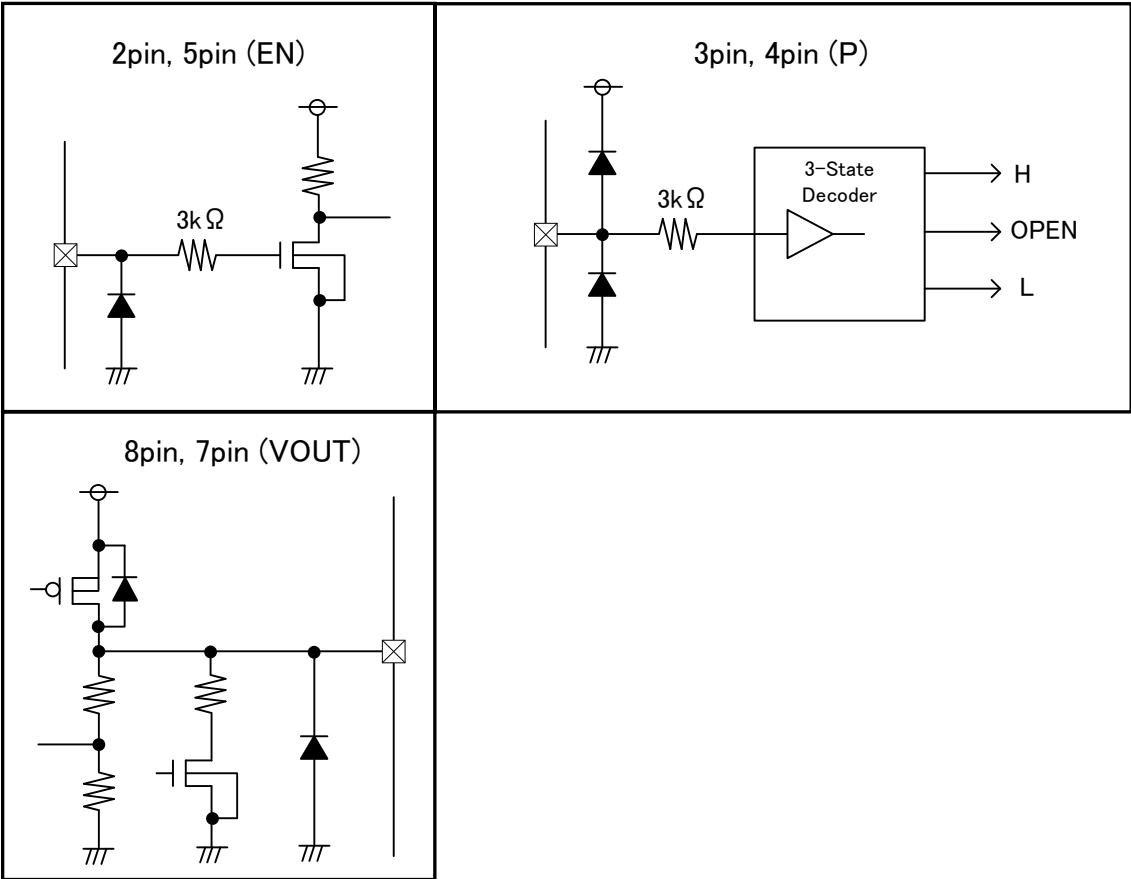 2pin, 5pin (EN)
3kΩ
3pin, 4pin (P)
3kΩ
3-State
Decoder
H
OPEN
L
8pin, 7pin (VOUT)